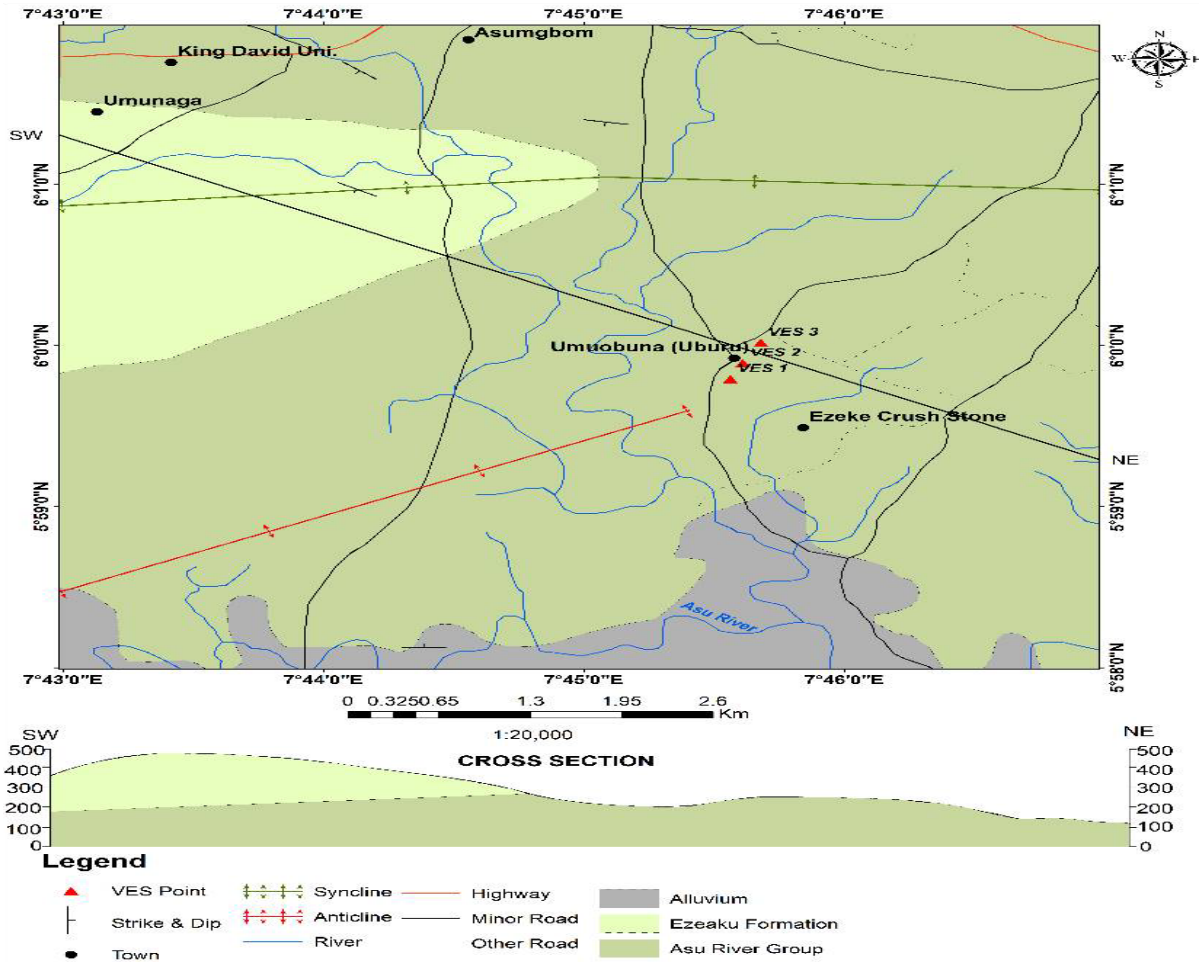 7°43'0"E 7°44'0"E 7°45'0"E 7°46'0"E
N
W E
S
King David Uni.
Asumgbom
Umunaga
SW
6°1'0"N 6°1'0"N
VES 3
Umuobuna (Uburu) VES 2
VES 1
6°0'0"N 6°0'0"N
Ezeke Crush Stone
NE
5°59'0"N 5°59'0"N
Asu River
5°58'0"N
7°43'0"E 7°44'0"E 7°45'0"E 7°46'0"E
0 0.3250.65 1.3 1.95 2.6
Km
1:20,000
SW NE
CROSS SECTION
500 500
400 400
300 300
200 200
100 100
0 0
Legend
VES Point Syncline Highway Alluvium
Strike & Dip Anticline Minor Road Ezeaku Formation
Town River Other Road Asu River Group